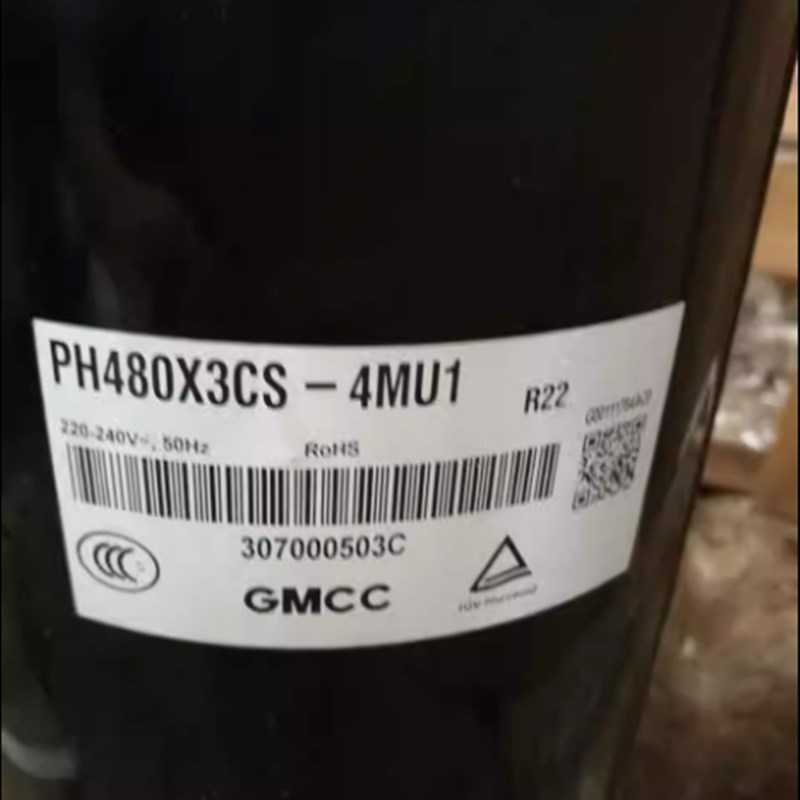 PH480X3CS – 4MU1
R22
220-240V~, 50Hz
RoHS
307000503C
GMCC